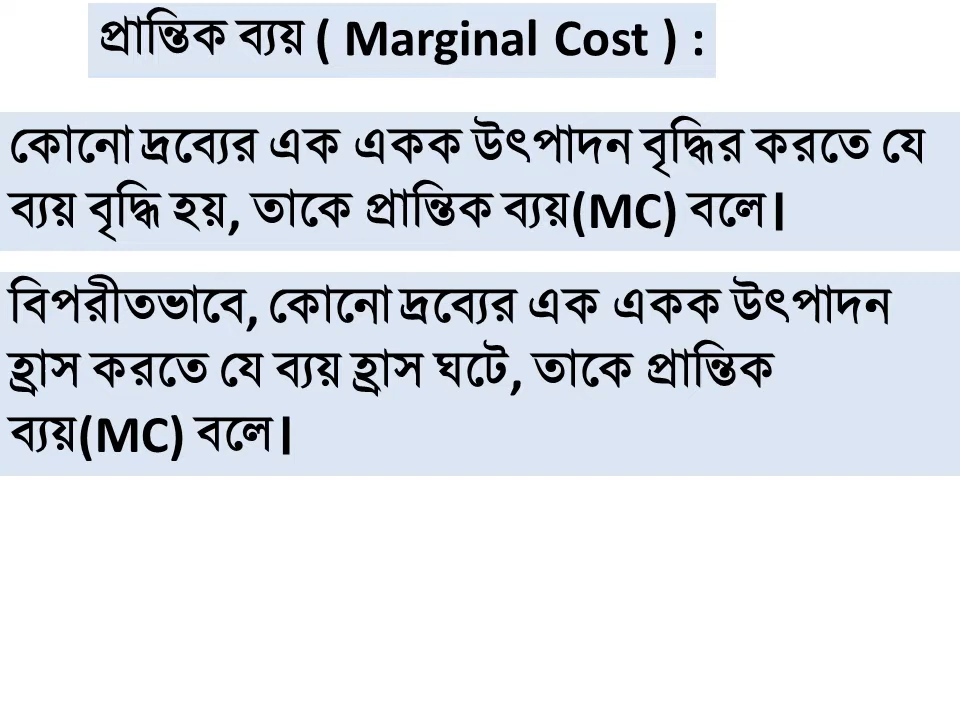 প্রান্তিক ব্যয় ( Marginal Cost ) :
কোনো দ্রব্যের এক একক উৎপাদন বৃদ্ধির করতে যে
ব্যয় বৃদ্ধি হয়, তাকে প্রান্তিক ব্যয়(MC) বলে।
বিপরীতভাবে, কোনো দ্রব্যের এক একক উৎপাদন
হ্রাস করতে যে ব্যয় হ্রাস ঘটে, তাকে প্রান্তিক
ব্যয়(MC) বলে।